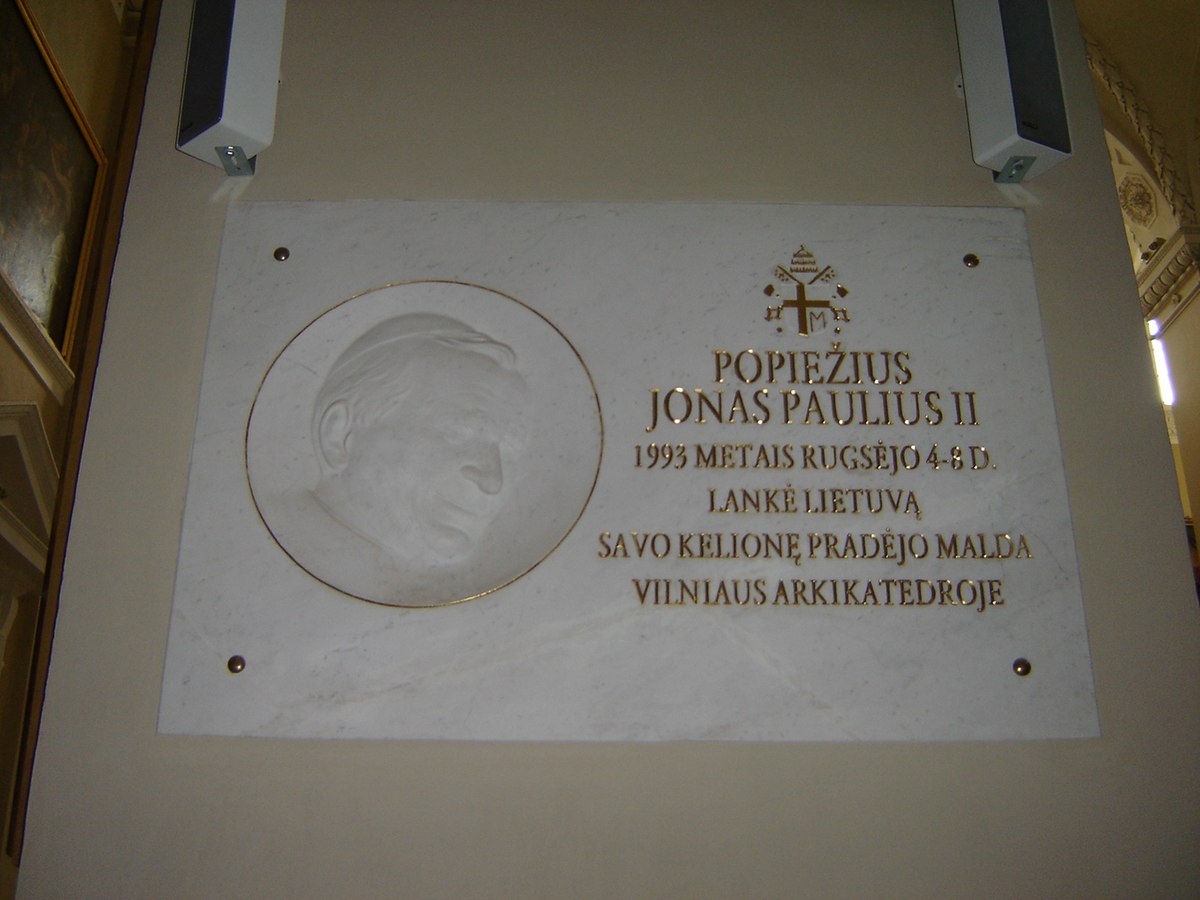 M
POPIEŽIUS
JONAS PAULIUS II
1993 METAIS RUGSĖJO 4-8 D.
LANKĖ LIETUVĄ
SAVO KELIONĘ PRADĖJO MALDA
VILNIAUS ARKIKATEDROJE